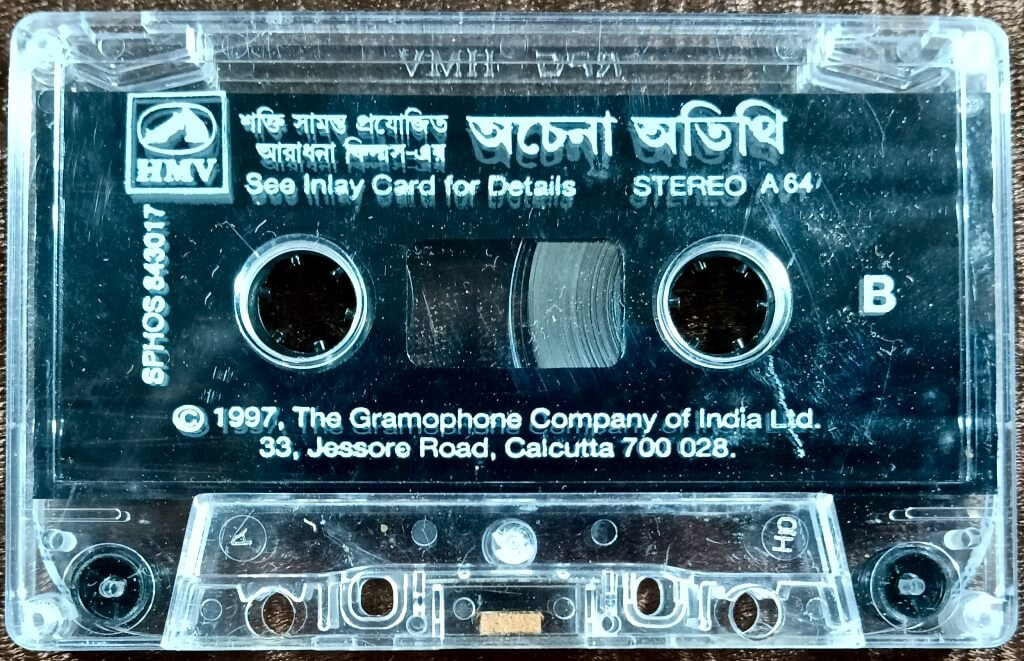 HMV
শক্তি সামন্ত প্রযোজিত
আরাধনা ফিল্মস-এর
অচেনা অতিথি
See Inlay Card for Details
STEREO A 64
SPHOS 843017
B
© 1997, The Gramophone Company of India Ltd.
33, Jessore Road, Calcutta 700 028.